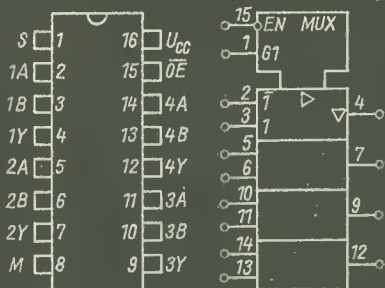 S 1 16 U_CC
1A 2 15 O̅E̅
1B 3 14 4A
1Y 4 13 4B
2A 5 12 4Y
2B 6 11 3A
2Y 7 10 3B
M 8 9 3Y
15 EN MUX
1 G1
2 1̅ ▷ ▽ 4
3 1
5
6 7
10
11 9
14
13 12